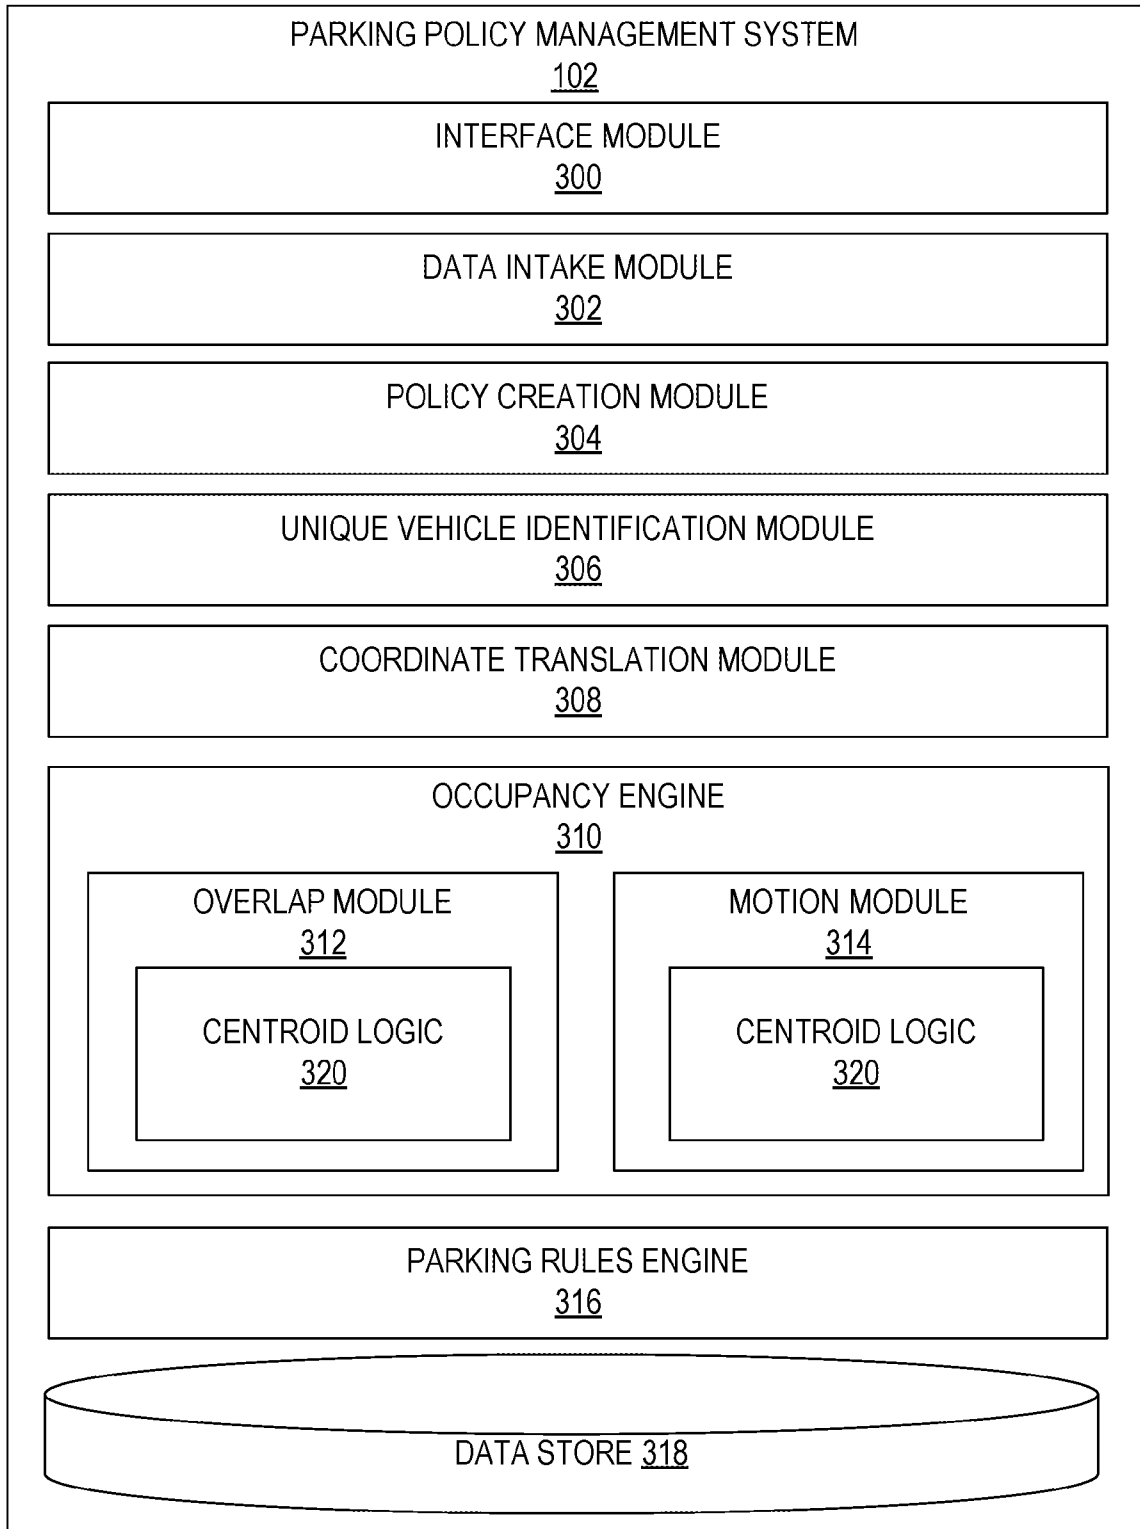 PARKING POLICY MANAGEMENT SYSTEM
102
INTERFACE MODULE
300
DATA INTAKE MODULE
302
POLICY CREATION MODULE
304
UNIQUE VEHICLE IDENTIFICATION MODULE
306
COORDINATE TRANSLATION MODULE
308
OCCUPANCY ENGINE
310
OVERLAP MODULE
312
CENTROID LOGIC
320
MOTION MODULE
314
CENTROID LOGIC
320
PARKING RULES ENGINE
316
DATA STORE 318